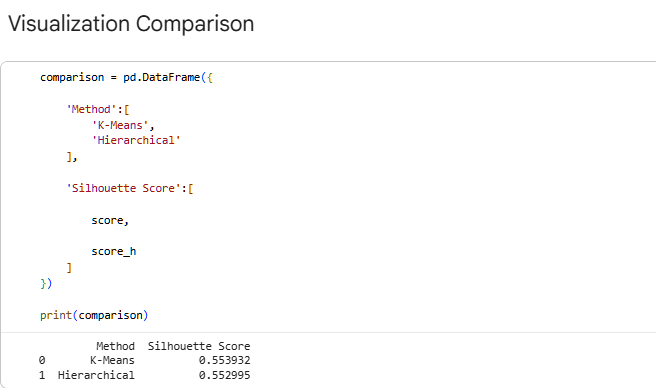 Visualization Comparison
comparison = pd.DataFrame({
'Method':[
'K-Means',
'Hierarchical'
],
'Silhouette Score':[
score,
score_h
]
})
print(comparison)
Method Silhouette Score
0 K-Means 0.553932
1 Hierarchical 0.552995